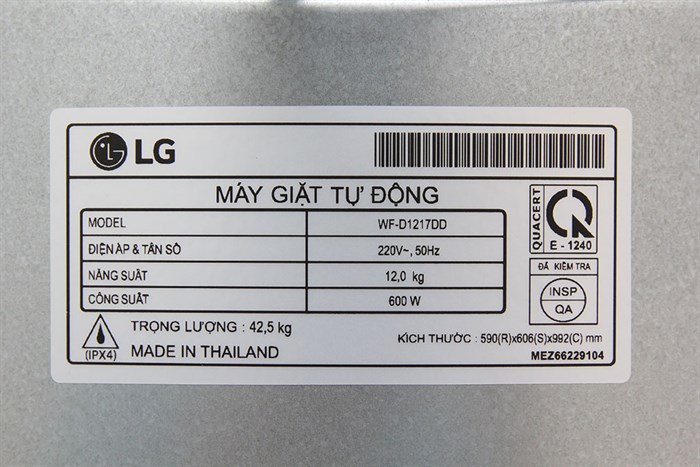 LG
MÁY GIẶT TỰ ĐỘNG
MODEL WF-D1217DD
ĐIỆN ÁP & TẦN SỐ 220V~, 50Hz
NĂNG SUẤT 12,0 kg
CÔNG SUẤT 600 W
QUACERT
E - 1240
ĐÃ KIỂM TRA
INSP
QA
(IPX4)
TRỌNG LƯỢNG : 42,5 kg
MADE IN THAILAND
KÍCH THƯỚC : 590(R)x606(S)x992(C) mm
MEZ66229104